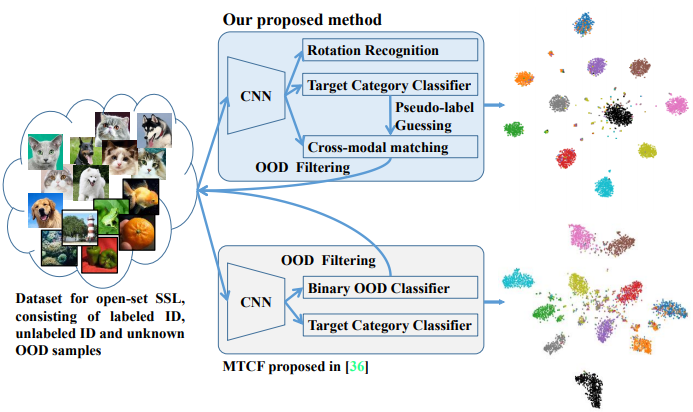 Our proposed method
Rotation Recognition
CNN
Target Category Classifier
Pseudo-label
Guessing
Cross-modal matching
OOD Filtering
OOD Filtering
CNN
Binary OOD Classifier
Target Category Classifier
MTCF proposed in [36]
Dataset for open-set SSL,
consisting of labeled ID,
unlabeled ID and unknown
OOD samples